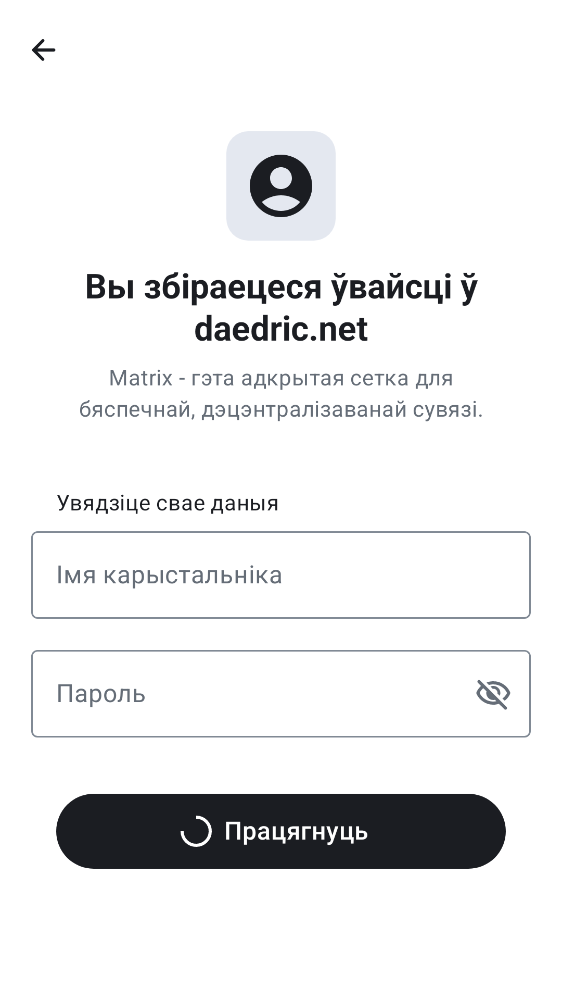 Вы збіраецеся ўвайсці ў
daedric.net
Matrix - гэта адкрытая сетка для
бяспечнай, дэцэнтралізаванай сувязі.
Увядзіце свае даныя
Імя карыстальніка
Пароль
Працягнуць